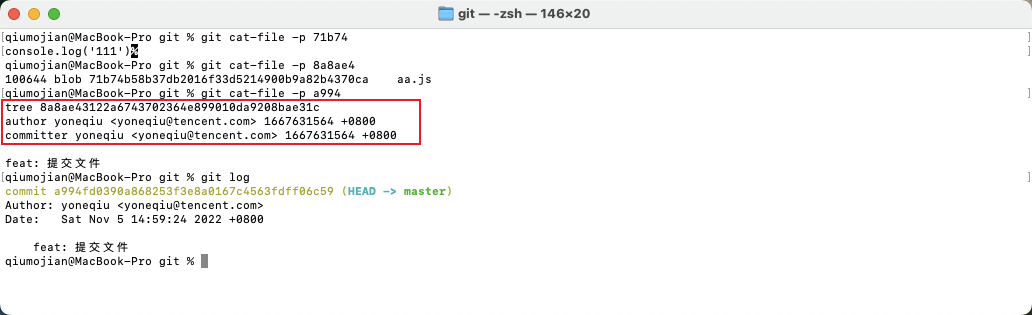 git — -zsh — 146×20
[qiumojian@MacBook-Pro git % git cat-file -p 71b74 ]
[console.log('111')% ]
qiumojian@MacBook-Pro git % git cat-file -p 8a8ae4
100644 blob 71b74b58b37db2016f33d5214900b9a82b4370ca    aa.js
[qiumojian@MacBook-Pro git % git cat-file -p a994 ]
tree 8a8ae43122a6743702364e899010da9208bae31c
author yoneqiu <yoneqiu@tencent.com> 1667631564 +0800
committer yoneqiu <yoneqiu@tencent.com> 1667631564 +0800
feat: 提交文件
[qiumojian@MacBook-Pro git % git log ]
commit a994fd0390a868253f3e8a0167c4563fdff06c59 (HEAD -> master)
Author: yoneqiu <yoneqiu@tencent.com>
Date:   Sat Nov 5 14:59:24 2022 +0800
    feat: 提交文件
qiumojian@MacBook-Pro git %